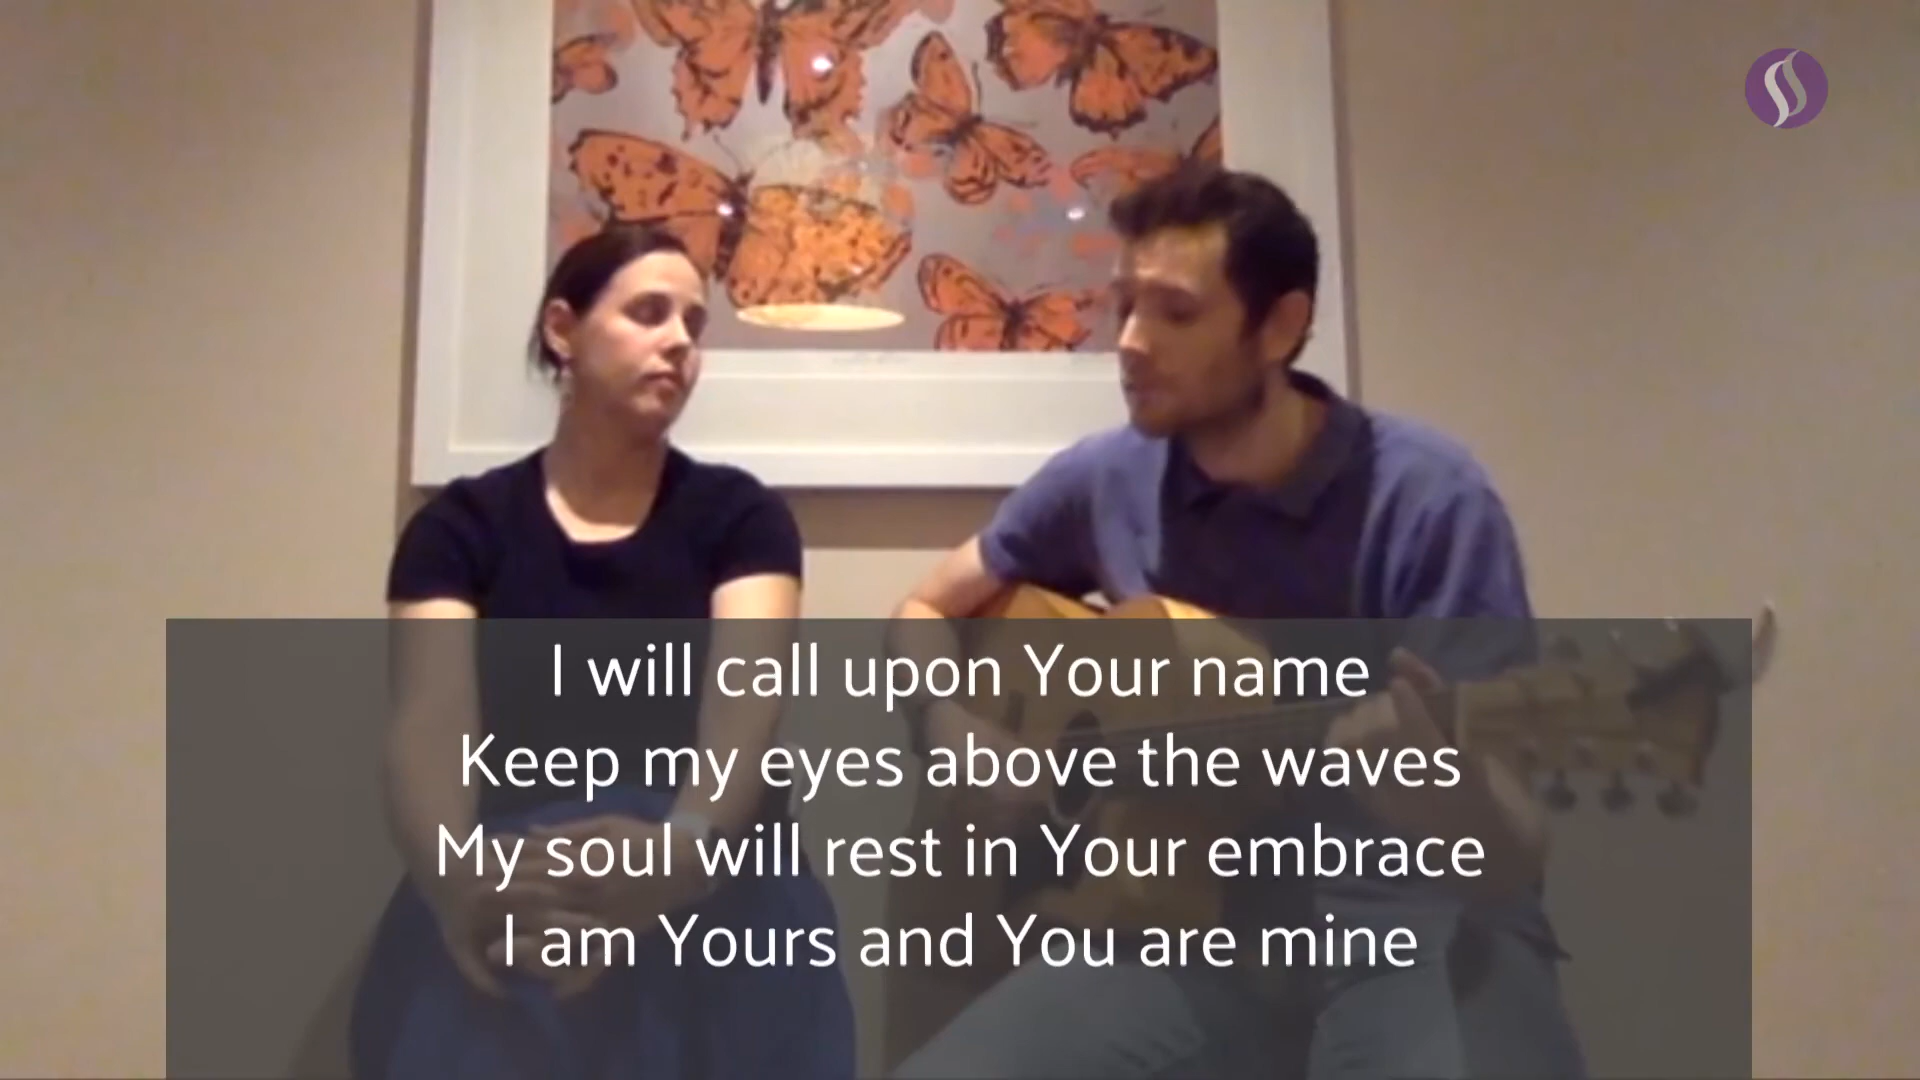 I will call upon Your name
Keep my eyes above the waves
My soul will rest in Your embrace
I am Yours and You are mine